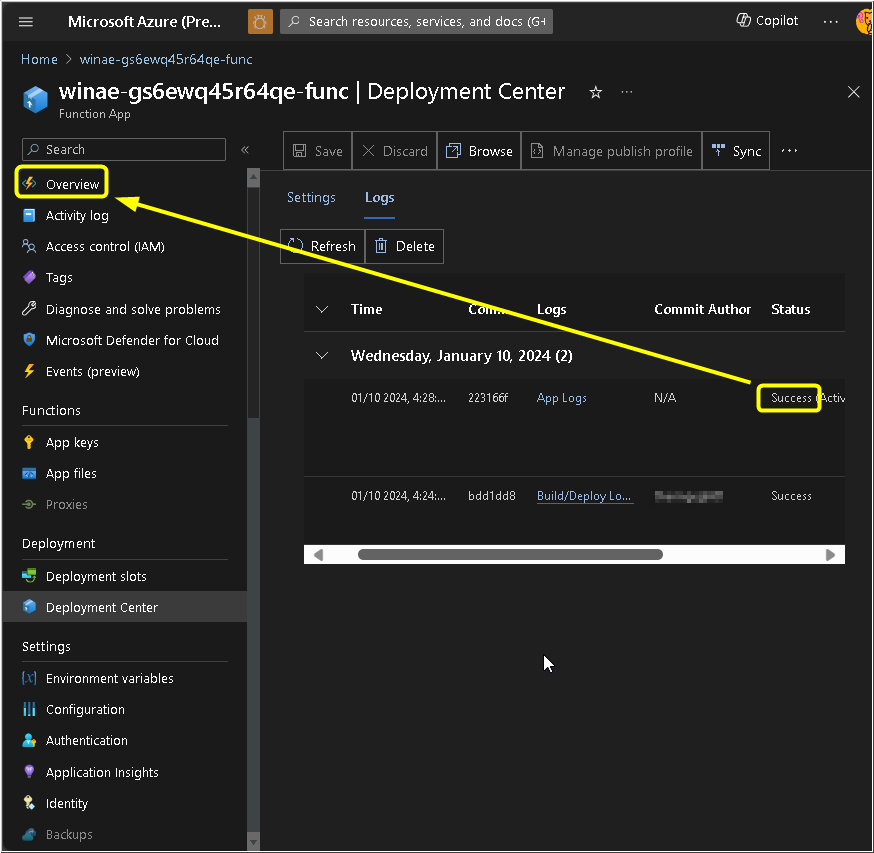 Microsoft Azure (Pre...
Search resources, services, and docs (G+
Copilot
Home > winae-gs6ewq45r64qe-func
winae-gs6ewq45r64qe-func | Deployment Center
Function App
Search
Save
Discard
Browse
Manage publish profile
Sync
Overview
Activity log
Access control (IAM)
Tags
Diagnose and solve problems
Microsoft Defender for Cloud
Events (preview)
Functions
App keys
App files
Proxies
Deployment
Deployment slots
Deployment Center
Settings
Environment variables
Configuration
Authentication
Application Insights
Identity
Backups
Settings
Logs
Refresh
Delete
Time Logs Commit Author Status
Wednesday, January 10, 2024 (2)
01/10 2024, 4:28:... 223166f App Logs N/A Success (Activ
01/10 2024, 4:24:... bdd1dd8 Build/Deploy Lo... Success